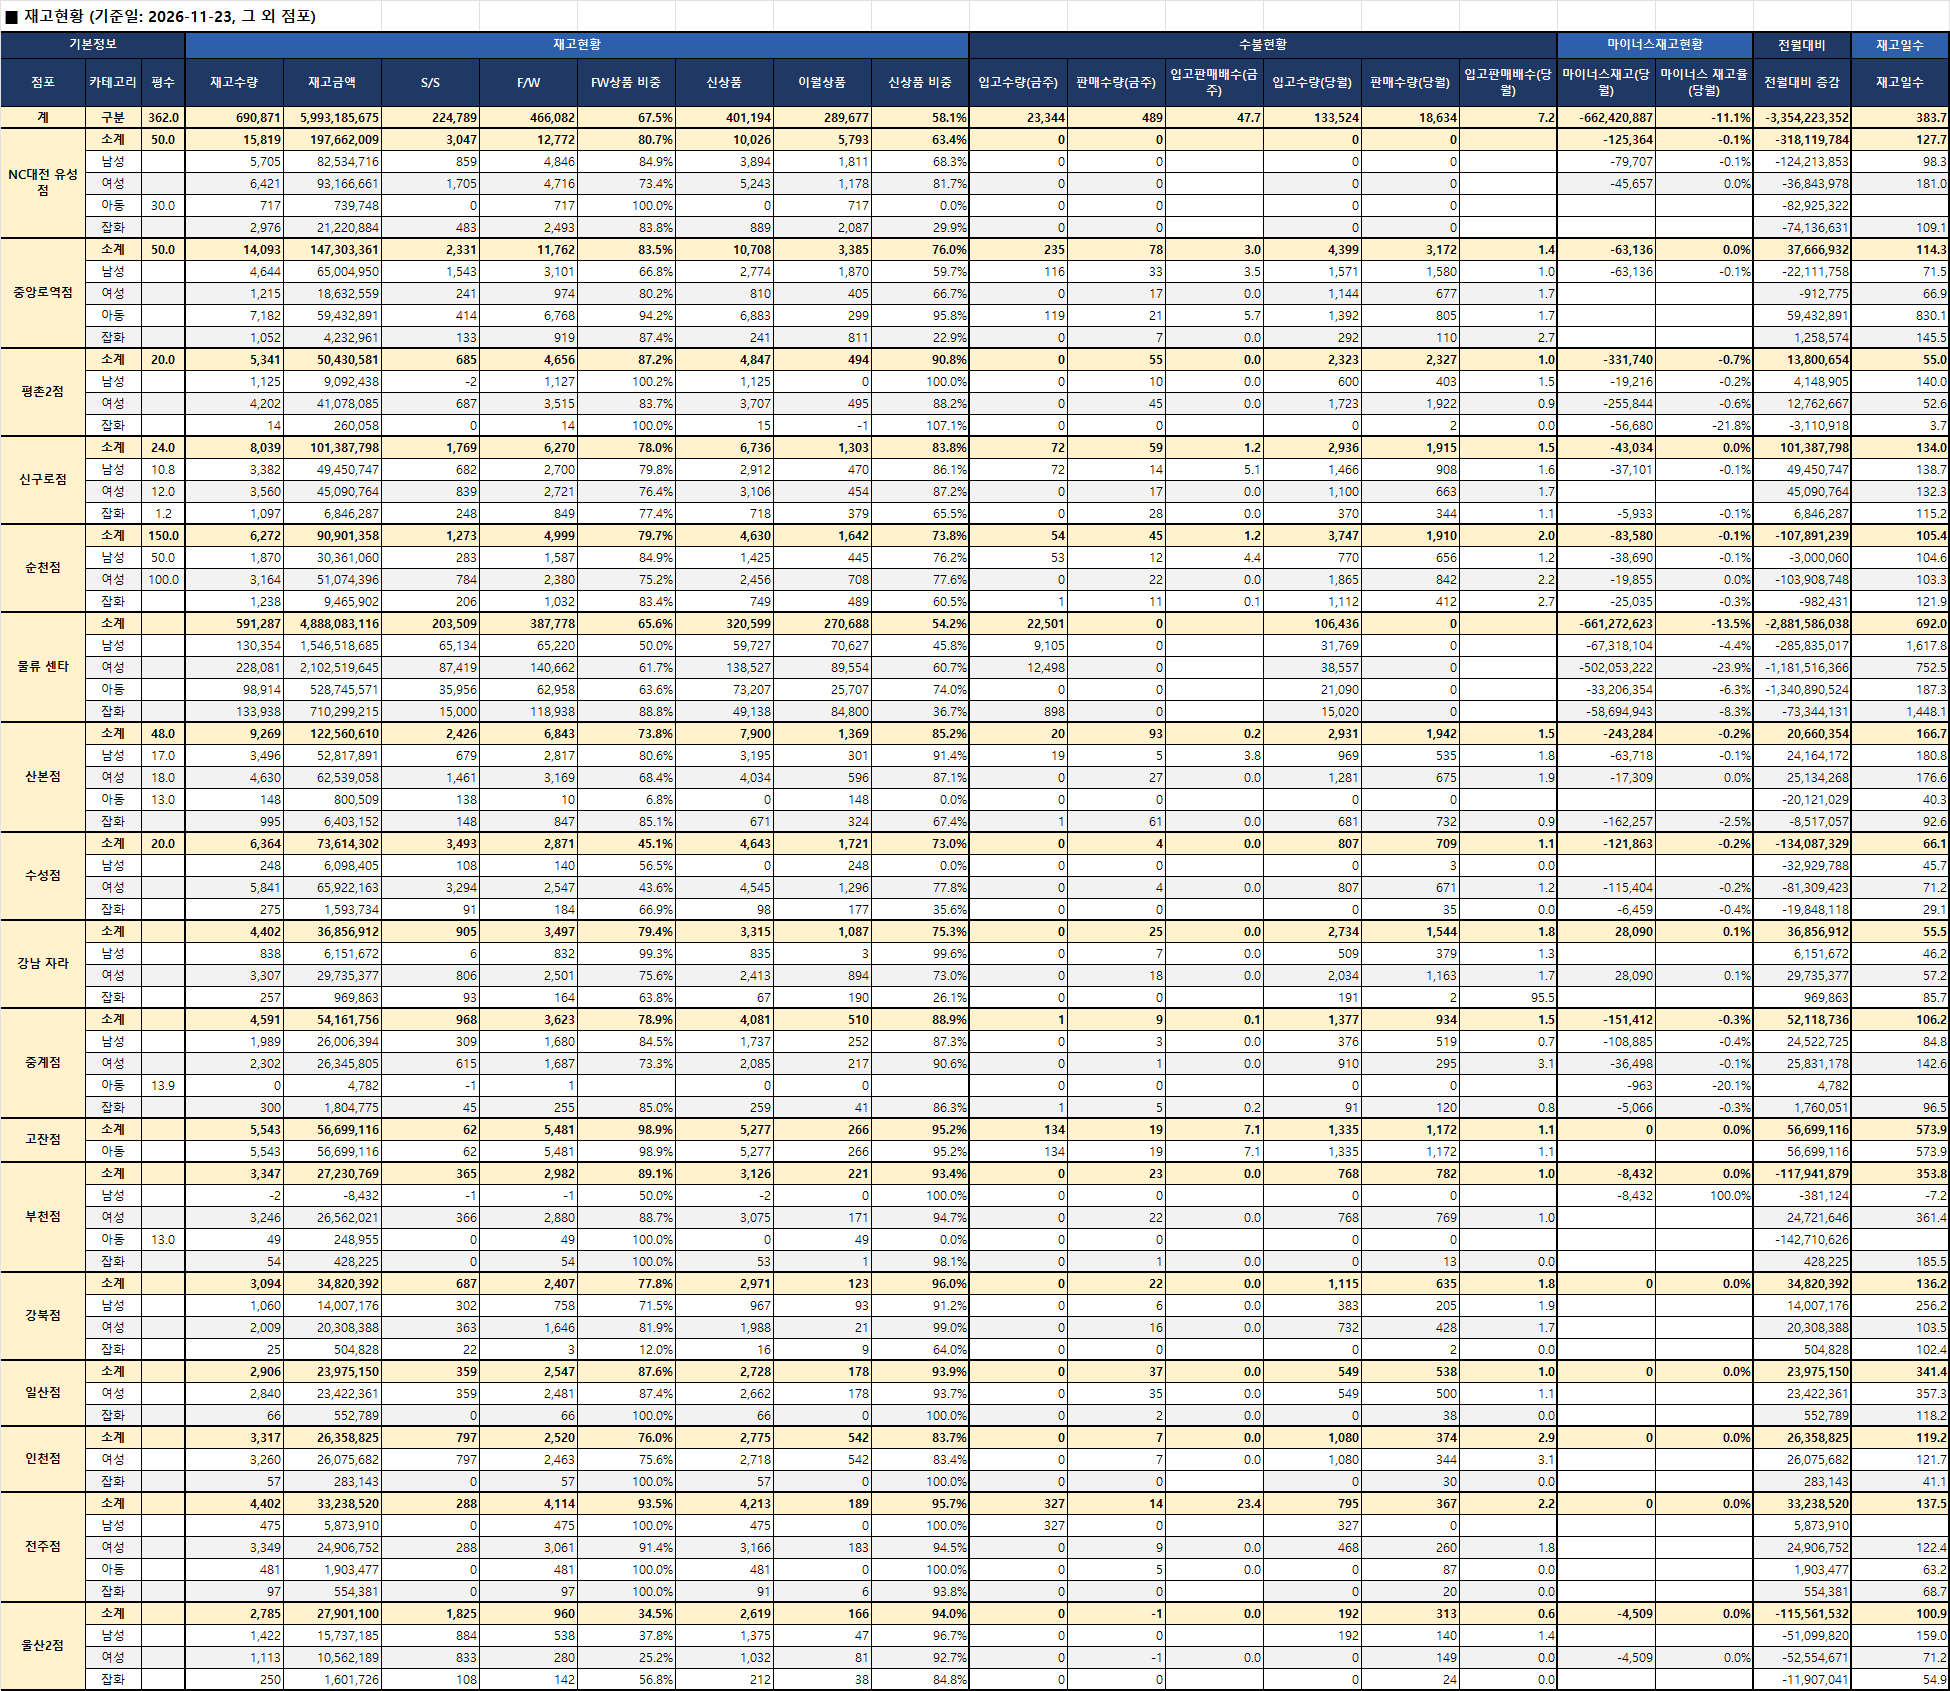 ■ 재고현황 (기준일: 2026-11-23, 그 외 점포)
기본정보 재고현황 수불현황 마이너스재고현황 전월대비 재고일수
점포 카테고리 평수 재고수량 재고금액 S/S F/W FW상품 비중 신상품 이월상품 신상품 비중 입고수량(금주) 판매수량(금주) 입고판매배수(금주) 입고수량(당월) 판매수량(당월) 입고판매배수(당월) 마이너스재고(당월) 마이너스 재고율(당월) 전월대비 증감 재고일수
계 구분 362.0 690,871 5,993,185,675 224,789 466,082 67.5% 401,194 289,677 58.1% 23,344 489 47.7 133,524 18,634 7.2 -662,420,887 -11.1% -3,354,223,352 383.7
NC대전 유성점 소계 50.0 15,819 197,662,009 3,047 12,772 80.7% 10,026 5,793 63.4% 0 0 0 0 -125,364 -0.1% -318,119,784 127.7
남성 5,705 82,534,716 859 4,846 84.9% 3,894 1,811 68.3% 0 0 0 0 -79,707 -0.1% -124,213,853 98.3
여성 6,421 93,166,661 1,705 4,716 73.4% 5,243 1,178 81.7% 0 0 0 0 -45,657 0.0% -36,843,978 181.0
아동 30.0 717 739,748 0 717 100.0% 0 717 0.0% 0 0 0 0 -82,925,322
잡화 2,976 21,220,884 483 2,493 83.8% 889 2,087 29.9% 0 0 0 0 -74,136,631 109.1
중앙로역점 소계 50.0 14,093 147,303,361 2,331 11,762 83.5% 10,708 3,385 76.0% 235 78 3.0 4,399 3,172 1.4 -63,136 0.0% 37,666,932 114.3
남성 4,644 65,004,950 1,543 3,101 66.8% 2,774 1,870 59.7% 116 33 3.5 1,571 1,580 1.0 -63,136 -0.1% -22,111,758 71.5
여성 1,215 18,632,559 241 974 80.2% 810 405 66.7% 0 17 0.0 1,144 677 1.7 -912,775 66.9
아동 7,182 59,432,891 414 6,768 94.2% 6,883 299 95.8% 119 21 5.7 1,392 805 1.7 59,432,891 830.1
잡화 1,052 4,232,961 133 919 87.4% 241 811 22.9% 0 7 0.0 292 110 2.7 1,258,574 145.5
평촌2점 소계 20.0 5,341 50,430,581 685 4,656 87.2% 4,847 494 90.8% 0 55 0.0 2,323 2,327 1.0 -331,740 -0.7% 13,800,654 55.0
남성 1,125 9,092,438 -2 1,127 100.2% 1,125 0 100.0% 0 10 0.0 600 403 1.5 -19,216 -0.2% 4,148,905 140.0
여성 4,202 41,078,085 687 3,515 83.7% 3,707 495 88.2% 0 45 0.0 1,723 1,922 0.9 -255,844 -0.6% 12,762,667 52.6
잡화 14 260,058 0 14 100.0% 15 -1 107.1% 0 0 0 2 0.0 -56,680 -21.8% -3,110,918 3.7
신구로점 소계 24.0 8,039 101,387,798 1,769 6,270 78.0% 6,736 1,303 83.8% 72 59 1.2 2,936 1,915 1.5 -43,034 0.0% 101,387,798 134.0
남성 10.8 3,382 49,450,747 682 2,700 79.8% 2,912 470 86.1% 72 14 5.1 1,466 908 1.6 -37,101 -0.1% 49,450,747 138.7
여성 12.0 3,560 45,090,764 839 2,721 76.4% 3,106 454 87.2% 0 17 0.0 1,100 663 1.7 45,090,764 132.3
잡화 1.2 1,097 6,846,287 248 849 77.4% 718 379 65.5% 0 28 0.0 370 344 1.1 -5,933 -0.1% 6,846,287 115.2
순천점 소계 150.0 6,272 90,901,358 1,273 4,999 79.7% 4,630 1,642 73.8% 54 45 1.2 3,747 1,910 2.0 -83,580 -0.1% -107,891,239 105.4
남성 50.0 1,870 30,361,060 283 1,587 84.9% 1,425 445 76.2% 53 12 4.4 770 656 1.2 -38,690 -0.1% -3,000,060 104.6
여성 100.0 3,164 51,074,396 784 2,380 75.2% 2,456 708 77.6% 0 22 0.0 1,865 842 2.2 -19,855 0.0% -103,908,748 103.3
잡화 1,238 9,465,902 206 1,032 83.4% 749 489 60.5% 1 11 0.1 1,112 412 2.7 -25,035 -0.3% -982,431 121.9
물류 센타 소계 591,287 4,888,083,116 203,509 387,778 65.6% 320,599 270,688 54.2% 22,501 0 106,436 0 -661,272,623 -13.5% -2,881,586,038 692.0
남성 130,354 1,546,518,685 65,134 65,220 50.0% 59,727 70,627 45.8% 9,105 0 31,769 0 -67,318,104 -4.4% -285,835,017 1,617.8
여성 228,081 2,102,519,645 87,419 140,662 61.7% 138,527 89,554 60.7% 12,498 0 38,557 0 -502,053,222 -23.9% -1,181,516,366 752.5
아동 98,914 528,745,571 35,956 62,958 63.6% 73,207 25,707 74.0% 0 0 21,090 0 -33,206,354 -6.3% -1,340,890,524 187.3
잡화 133,938 710,299,215 15,000 118,938 88.8% 49,138 84,800 36.7% 898 0 15,020 0 -58,694,943 -8.3% -73,344,131 1,448.1
산본점 소계 48.0 9,269 122,560,610 2,426 6,843 73.8% 7,900 1,369 85.2% 20 93 0.2 2,931 1,942 1.5 -243,284 -0.2% 20,660,354 166.7
남성 17.0 3,496 52,817,891 679 2,817 80.6% 3,195 301 91.4% 19 5 3.8 969 535 1.8 -63,718 -0.1% 24,164,172 180.8
여성 18.0 4,630 62,539,058 1,461 3,169 68.4% 4,034 596 87.1% 0 27 0.0 1,281 675 1.9 -17,309 0.0% 25,134,268 176.6
아동 13.0 148 800,509 138 10 6.8% 0 148 0.0% 0 0 0 0 -20,121,029 40.3
잡화 995 6,403,152 148 847 85.1% 671 324 67.4% 1 61 0.0 681 732 0.9 -162,257 -2.5% -8,517,057 92.6
수성점 소계 20.0 6,364 73,614,302 3,493 2,871 45.1% 4,643 1,721 73.0% 0 4 0.0 807 709 1.1 -121,863 -0.2% -134,087,329 66.1
남성 248 6,098,405 108 140 56.5% 0 248 0.0% 0 0 0 3 0.0 -32,929,788 45.7
여성 5,841 65,922,163 3,294 2,547 43.6% 4,545 1,296 77.8% 0 4 0.0 807 671 1.2 -115,404 -0.2% -81,309,423 71.2
잡화 275 1,593,734 91 184 66.9% 98 177 35.6% 0 0 0 35 0.0 -6,459 -0.4% -19,848,118 29.1
강남 자라 소계 4,402 36,856,912 905 3,497 79.4% 3,315 1,087 75.3% 0 25 0.0 2,734 1,544 1.8 28,090 0.1% 36,856,912 55.5
남성 838 6,151,672 6 832 99.3% 835 3 99.6% 0 7 0.0 509 379 1.3 6,151,672 46.2
여성 3,307 29,735,377 806 2,501 75.6% 2,413 894 73.0% 0 18 0.0 2,034 1,163 1.7 28,090 0.1% 29,735,377 57.2
잡화 257 969,863 93 164 63.8% 67 190 26.1% 0 0 191 2 95.5 969,863 85.7
중계점 소계 4,591 54,161,756 968 3,623 78.9% 4,081 510 88.9% 1 9 0.1 1,377 934 1.5 -151,412 -0.3% 52,118,736 106.2
남성 1,989 26,006,394 309 1,680 84.5% 1,737 252 87.3% 0 3 0.0 376 519 0.7 -108,885 -0.4% 24,522,725 84.8
여성 2,302 26,345,805 615 1,687 73.3% 2,085 217 90.6% 0 1 0.0 910 295 3.1 -36,498 -0.1% 25,831,178 142.6
아동 13.9 0 4,782 -1 1 0 0 0 0 0 0 -963 -20.1% 4,782
잡화 300 1,804,775 45 255 85.0% 259 41 86.3% 1 5 0.2 91 120 0.8 -5,066 -0.3% 1,760,051 96.5
고잔점 소계 5,543 56,699,116 62 5,481 98.9% 5,277 266 95.2% 134 19 7.1 1,335 1,172 1.1 0 0.0% 56,699,116 573.9
아동 5,543 56,699,116 62 5,481 98.9% 5,277 266 95.2% 134 19 7.1 1,335 1,172 1.1 56,699,116 573.9
부천점 소계 3,347 27,230,769 365 2,982 89.1% 3,126 221 93.4% 0 23 0.0 768 782 1.0 -8,432 0.0% -117,941,879 353.8
남성 -2 -8,432 -1 -1 50.0% -2 0 100.0% 0 0 0 0 -8,432 100.0% -381,124 -7.2
여성 3,246 26,562,021 366 2,880 88.7% 3,075 171 94.7% 0 22 0.0 768 769 1.0 24,721,646 361.4
아동 13.0 49 248,955 0 49 100.0% 0 49 0.0% 0 0 0 0 -142,710,626
잡화 54 428,225 0 54 100.0% 53 1 98.1% 0 1 0.0 0 13 0.0 428,225 185.5
강북점 소계 3,094 34,820,392 687 2,407 77.8% 2,971 123 96.0% 0 22 0.0 1,115 635 1.8 0 0.0% 34,820,392 136.2
남성 1,060 14,007,176 302 758 71.5% 967 93 91.2% 0 6 0.0 383 205 1.9 14,007,176 256.2
여성 2,009 20,308,388 363 1,646 81.9% 1,988 21 99.0% 0 16 0.0 732 428 1.7 20,308,388 103.5
잡화 25 504,828 22 3 12.0% 16 9 64.0% 0 0 0 2 0.0 504,828 102.4
일산점 소계 2,906 23,975,150 359 2,547 87.6% 2,728 178 93.9% 0 37 0.0 549 538 1.0 0 0.0% 23,975,150 341.4
여성 2,840 23,422,361 359 2,481 87.4% 2,662 178 93.7% 0 35 0.0 549 500 1.1 23,422,361 357.3
잡화 66 552,789 0 66 100.0% 66 0 100.0% 0 2 0.0 0 38 0.0 552,789 118.2
인천점 소계 3,317 26,358,825 797 2,520 76.0% 2,775 542 83.7% 0 7 0.0 1,080 374 2.9 0 0.0% 26,358,825 119.2
여성 3,260 26,075,682 797 2,463 75.6% 2,718 542 83.4% 0 7 0.0 1,080 344 3.1 26,075,682 121.7
잡화 57 283,143 0 57 100.0% 57 0 100.0% 0 0 0 30 0.0 283,143 41.1
전주점 소계 4,402 33,238,520 288 4,114 93.5% 4,213 189 95.7% 327 14 23.4 795 367 2.2 0 0.0% 33,238,520 137.5
남성 475 5,873,910 0 475 100.0% 475 0 100.0% 327 0 327 0 5,873,910
여성 3,349 24,906,752 288 3,061 91.4% 3,166 183 94.5% 0 9 0.0 468 260 1.8 24,906,752 122.4
아동 481 1,903,477 0 481 100.0% 481 0 100.0% 0 5 0.0 0 87 0.0 1,903,477 63.2
잡화 97 554,381 0 97 100.0% 91 6 93.8% 0 0 0 20 0.0 554,381 68.7
울산2점 소계 2,785 27,901,100 1,825 960 34.5% 2,619 166 94.0% 0 -1 0.0 192 313 0.6 -4,509 0.0% -115,561,532 100.9
남성 1,422 15,737,185 884 538 37.8% 1,375 47 96.7% 0 0 192 140 1.4 -51,099,820 159.0
여성 1,113 10,562,189 833 280 25.2% 1,032 81 92.7% 0 -1 0.0 0 149 0.0 -4,509 0.0% -52,554,671 71.2
잡화 250 1,601,726 108 142 56.8% 212 38 84.8% 0 0 0 24 0.0 -11,907,041 54.9